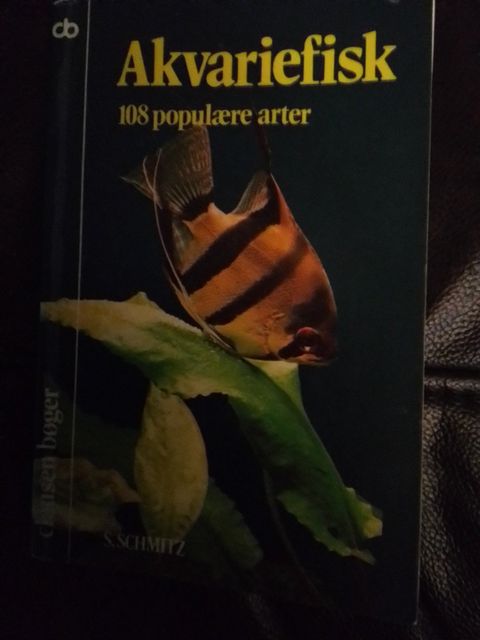 cb
Akvariefisk
108 populære arter
clausen bøger
S. SCHMITZ